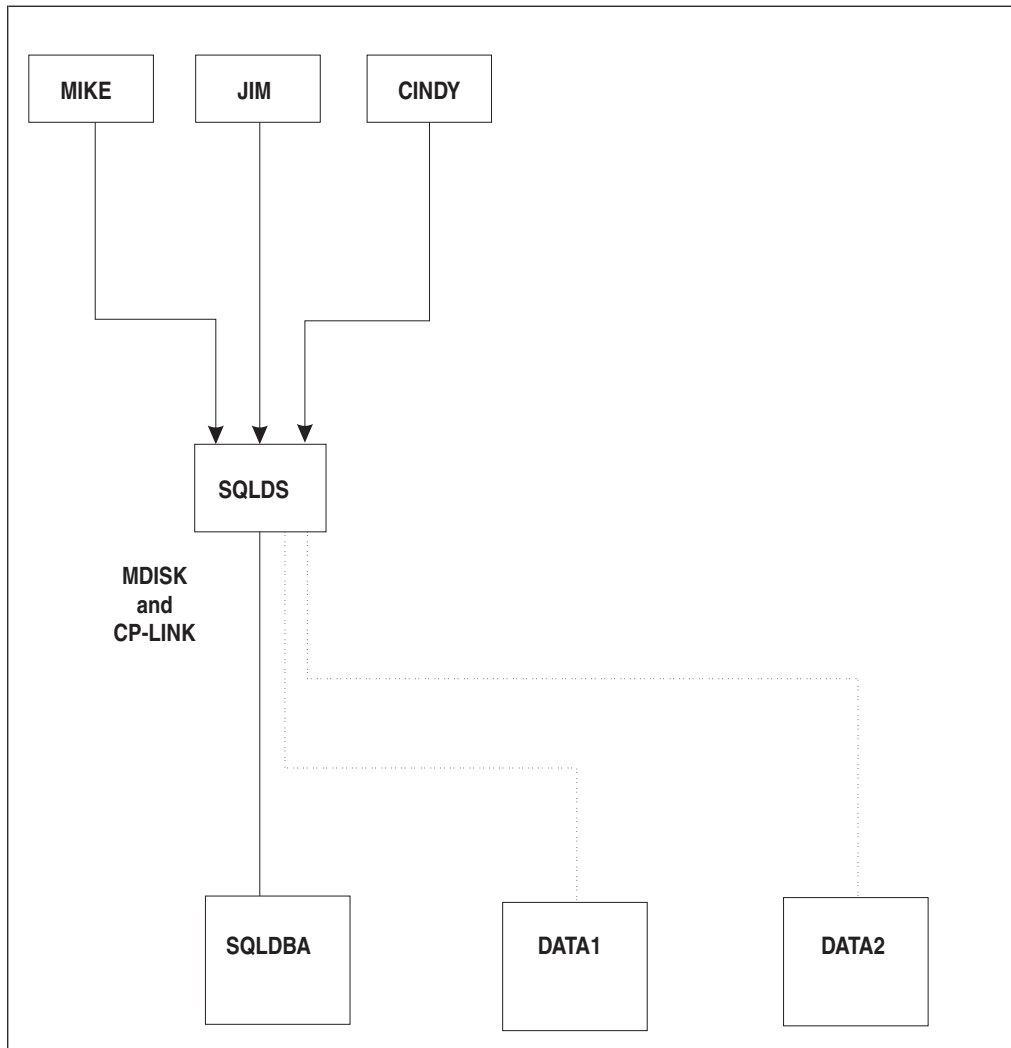 MIKE
JIM
CINDY
SQLDS
MDISK
and
CP-LINK
SQLDBA
DATA1
DATA2